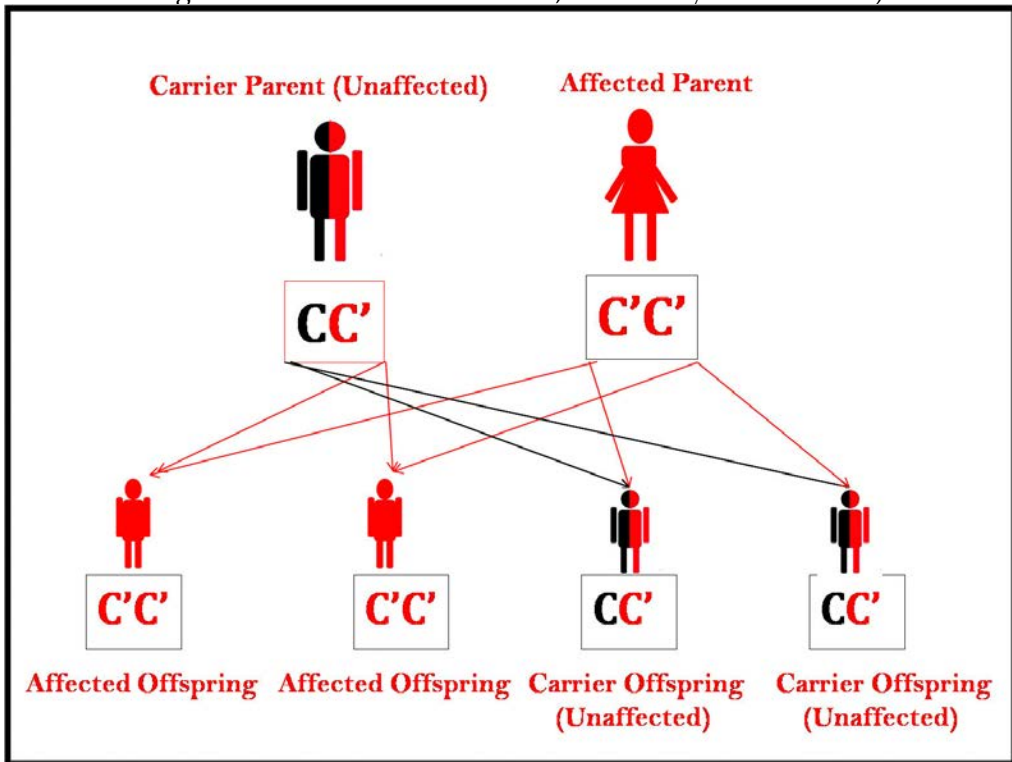 Carrier Parent (Unaffected)
Affected Parent
CC’
C’C’
C’C’
C’C’
CC’
CC’
Affected Offspring
Affected Offspring
Carrier Offspring
(Unaffected)
Carrier Offspring
(Unaffected)